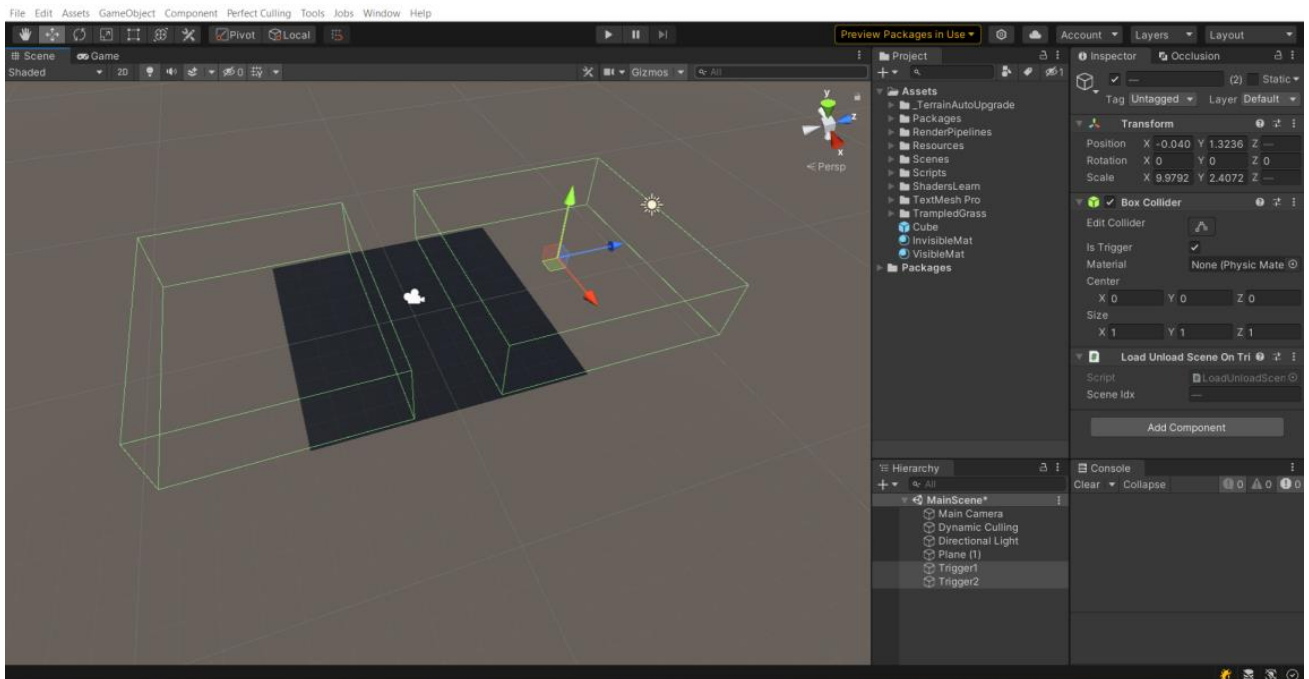 File Edit Assets GameObject Component Perfect Culling Tools Jobs Window Help
Pivot Local Preview Packages in Use Account Layers Layout
Scene Game
Shaded 2D 0 Gizmos All
y
z
x
Persp
Project
1
Assets
_TerrainAutoUpgrade
Packages
RenderPipelines
Resources
Scenes
Scripts
ShadersLearn
TextMesh Pro
TrampledGrass
Cube
InvisibleMat
VisibleMat
Packages
Hierarchy
All
MainScene*
Main Camera
Dynamic Culling
Directional Light
Plane (1)
Trigger1
Trigger2
Inspector Occlusion
— (2) Static
Tag Untagged Layer Default
Transform
Position X -0.040 Y 1.3236 Z —
Rotation X 0 Y 0 Z 0
Scale X 9.9792 Y 2.4072 Z —
Box Collider
Edit Collider
Is Trigger
Material None (Physic Mate
Center
X 0 Y 0 Z 0
Size
X 1 Y 1 Z 1
Load Unload Scene On Tri
Script LoadUnloadScen
Scene Idx —
Add Component
Console
Clear Collapse 0 0 0